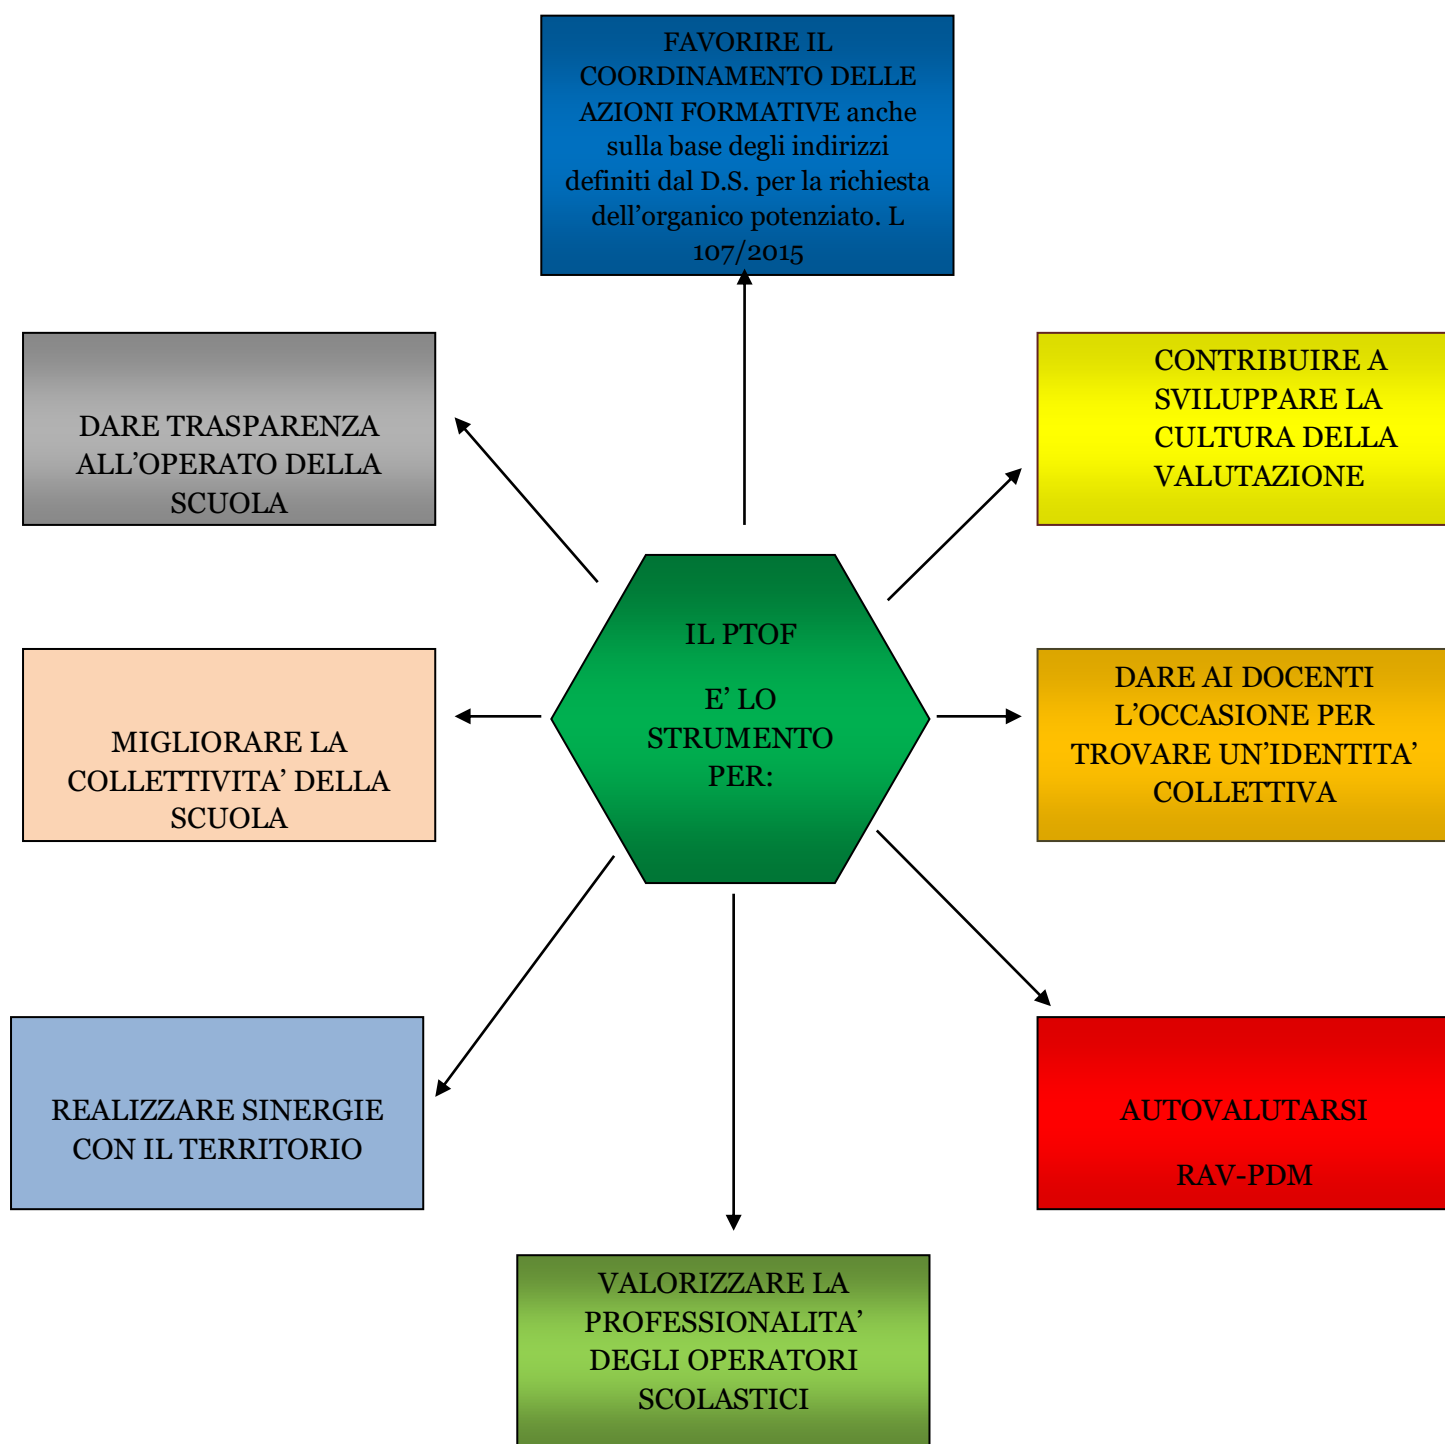 FAVORIRE IL
COORDINAMENTO DELLE
AZIONI FORMATIVE anche
sulla base degli indirizzi
definiti dal D.S. per la richiesta
dell’organico potenziato. L
107/2015
DARE TRASPARENZA
ALL’OPERATO DELLA
SCUOLA
CONTRIBUIRE A
SVILUPPARE LA
CULTURA DELLA
VALUTAZIONE
IL PTOF
E’ LO
STRUMENTO
PER:
MIGLIORARE LA
COLLETTIVITA’ DELLA
SCUOLA
DARE AI DOCENTI
L’OCCASIONE PER
TROVARE UN’IDENTITA’
COLLETTIVA
REALIZZARE SINERGIE
CON IL TERRITORIO
AUTOVALUTARSI
RAV-PDM
VALORIZZARE LA
PROFESSIONALITA’
DEGLI OPERATORI
SCOLASTICI